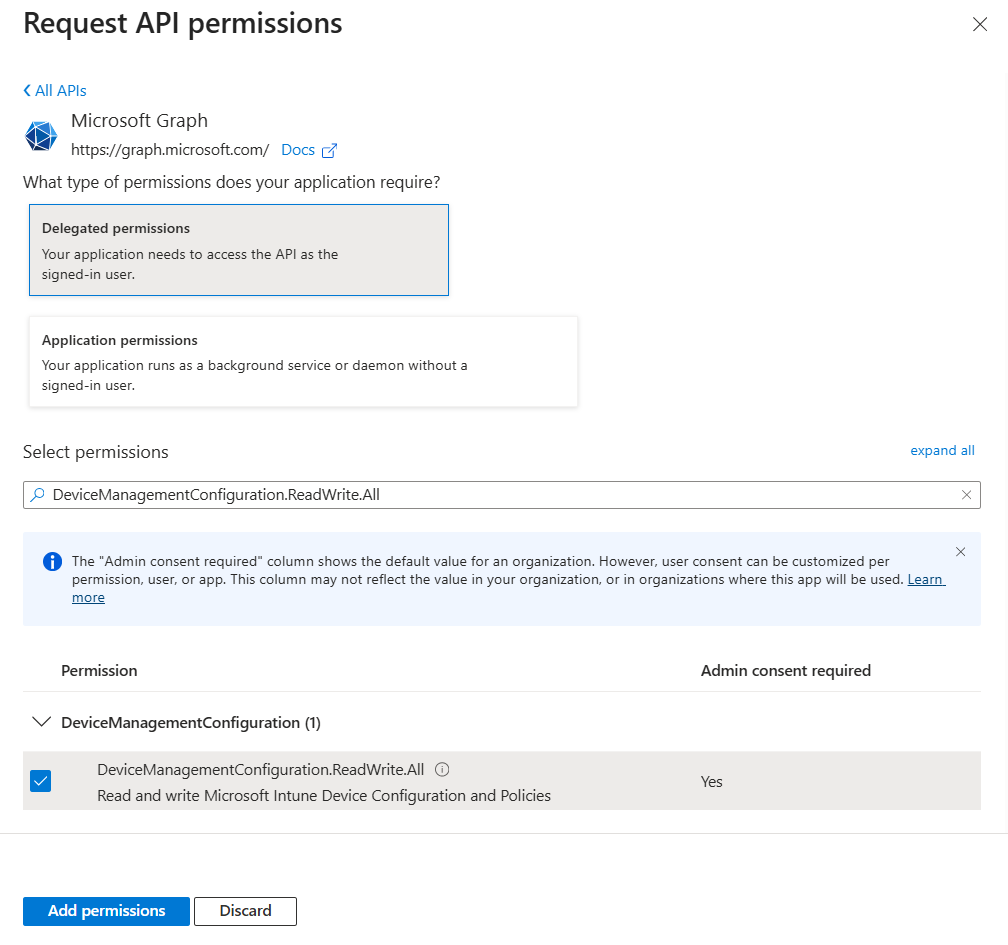 Request API permissions
All APIs
Microsoft Graph
https://graph.microsoft.com/ Docs
What type of permissions does your application require?
Delegated permissions
Your application needs to access the API as the
signed-in user.
Application permissions
Your application runs as a background service or daemon without a
signed-in user.
Select permissions
expand all
DeviceManagementConfiguration.ReadWrite.All
The "Admin consent required" column shows the default value for an organization. However, user consent can be customized per
permission, user, or app. This column may not reflect the value in your organization, or in organizations where this app will be used. Learn
more
Permission Admin consent required
DeviceManagementConfiguration (1)
DeviceManagementConfiguration.ReadWrite.All
Read and write Microsoft Intune Device Configuration and Policies
Yes
Add permissions Discard